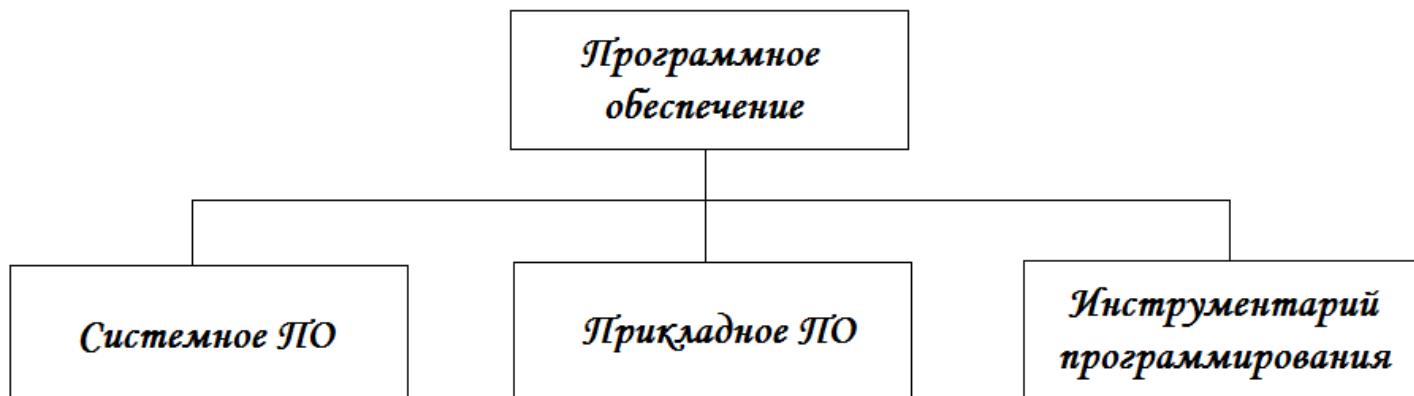 Программное
обеспечение
Системное ПО
Прикладное ПО
Инструментарий
программирования